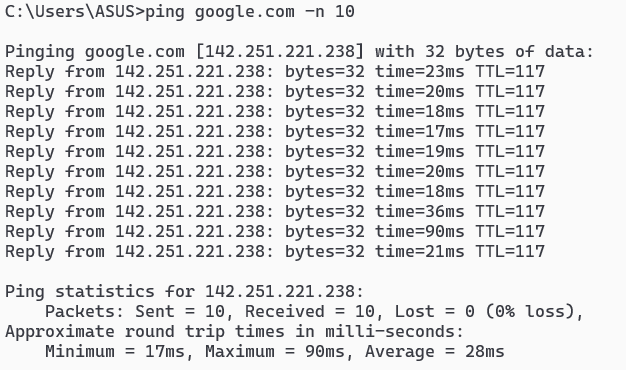 C:\Users\ASUS>ping google.com -n 10
Pinging google.com [142.251.221.238] with 32 bytes of data:
Reply from 142.251.221.238: bytes=32 time=23ms TTL=117
Reply from 142.251.221.238: bytes=32 time=20ms TTL=117
Reply from 142.251.221.238: bytes=32 time=18ms TTL=117
Reply from 142.251.221.238: bytes=32 time=17ms TTL=117
Reply from 142.251.221.238: bytes=32 time=19ms TTL=117
Reply from 142.251.221.238: bytes=32 time=20ms TTL=117
Reply from 142.251.221.238: bytes=32 time=18ms TTL=117
Reply from 142.251.221.238: bytes=32 time=36ms TTL=117
Reply from 142.251.221.238: bytes=32 time=90ms TTL=117
Reply from 142.251.221.238: bytes=32 time=21ms TTL=117
Ping statistics for 142.251.221.238:
    Packets: Sent = 10, Received = 10, Lost = 0 (0% loss),
Approximate round trip times in milli-seconds:
    Minimum = 17ms, Maximum = 90ms, Average = 28ms